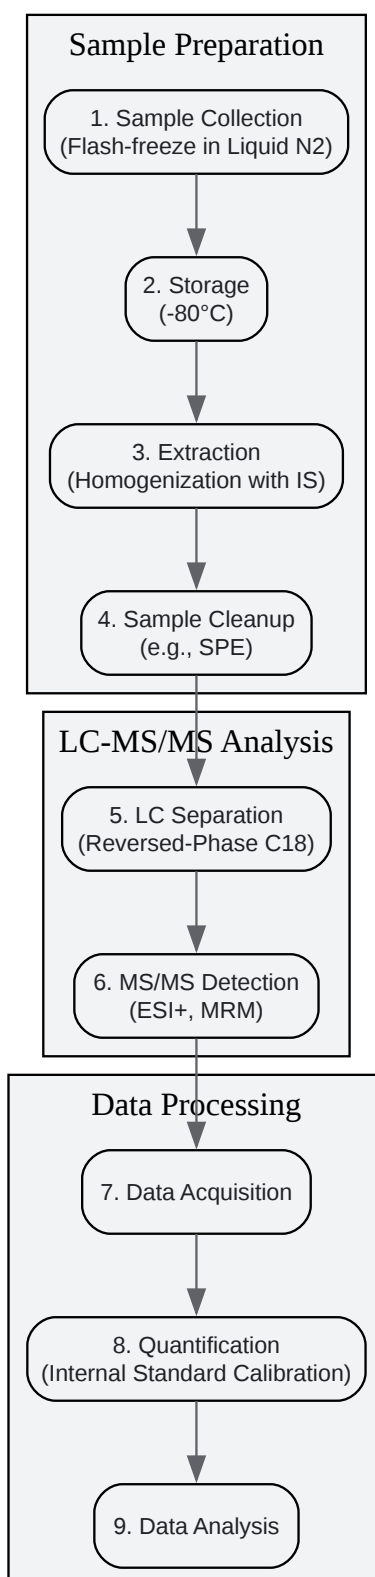 Sample Preparation
1. Sample Collection
(Flash-freeze in Liquid N2)
2. Storage
(-80°C)
3. Extraction
(Homogenization with IS)
4. Sample Cleanup
(e.g., SPE)
LC-MS/MS Analysis
5. LC Separation
(Reversed-Phase C18)
6. MS/MS Detection
(ESI+, MRM)
Data Processing
7. Data Acquisition
8. Quantification
(Internal Standard Calibration)
9. Data Analysis